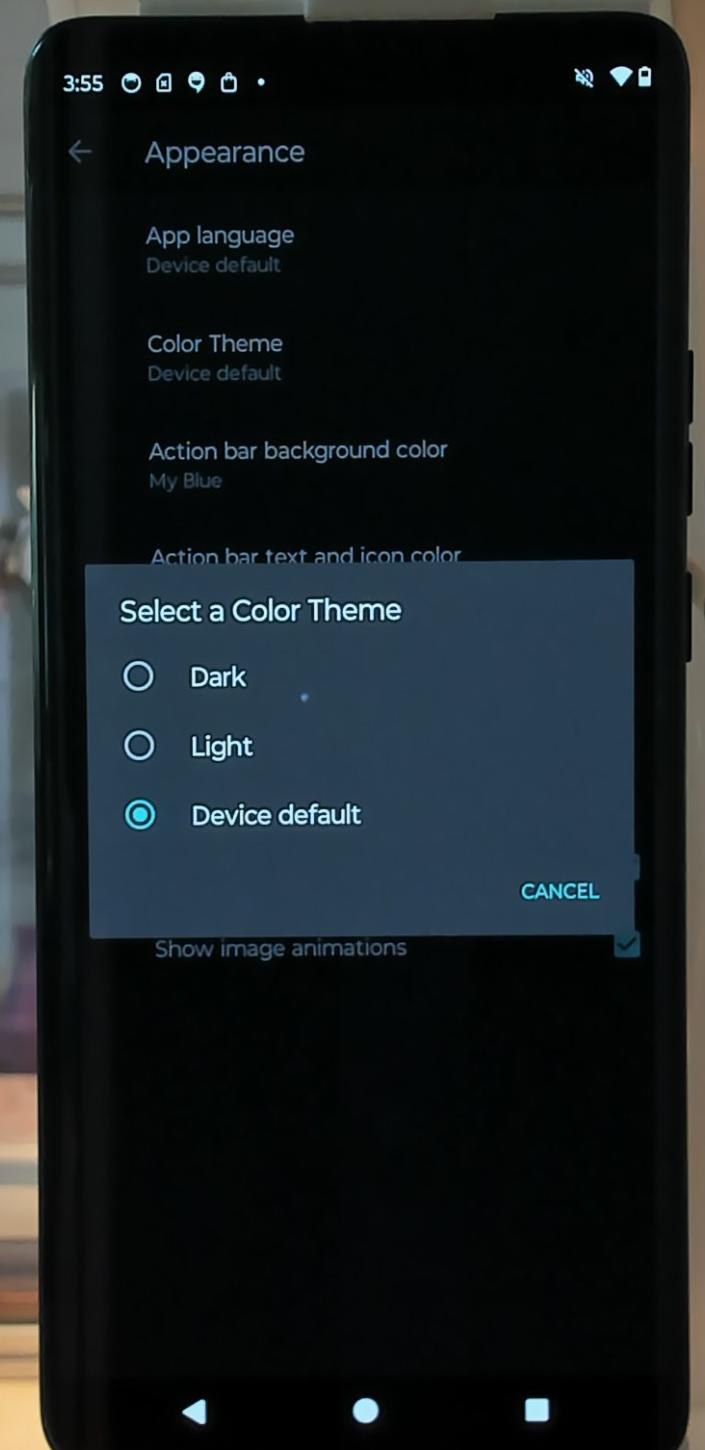 3:55
Appearance
App language
Device default
Color Theme
Device default
Action bar background color
My Blue
Action bar text and icon color
Select a Color Theme
Dark
Light
Device default
CANCEL
Show image animations